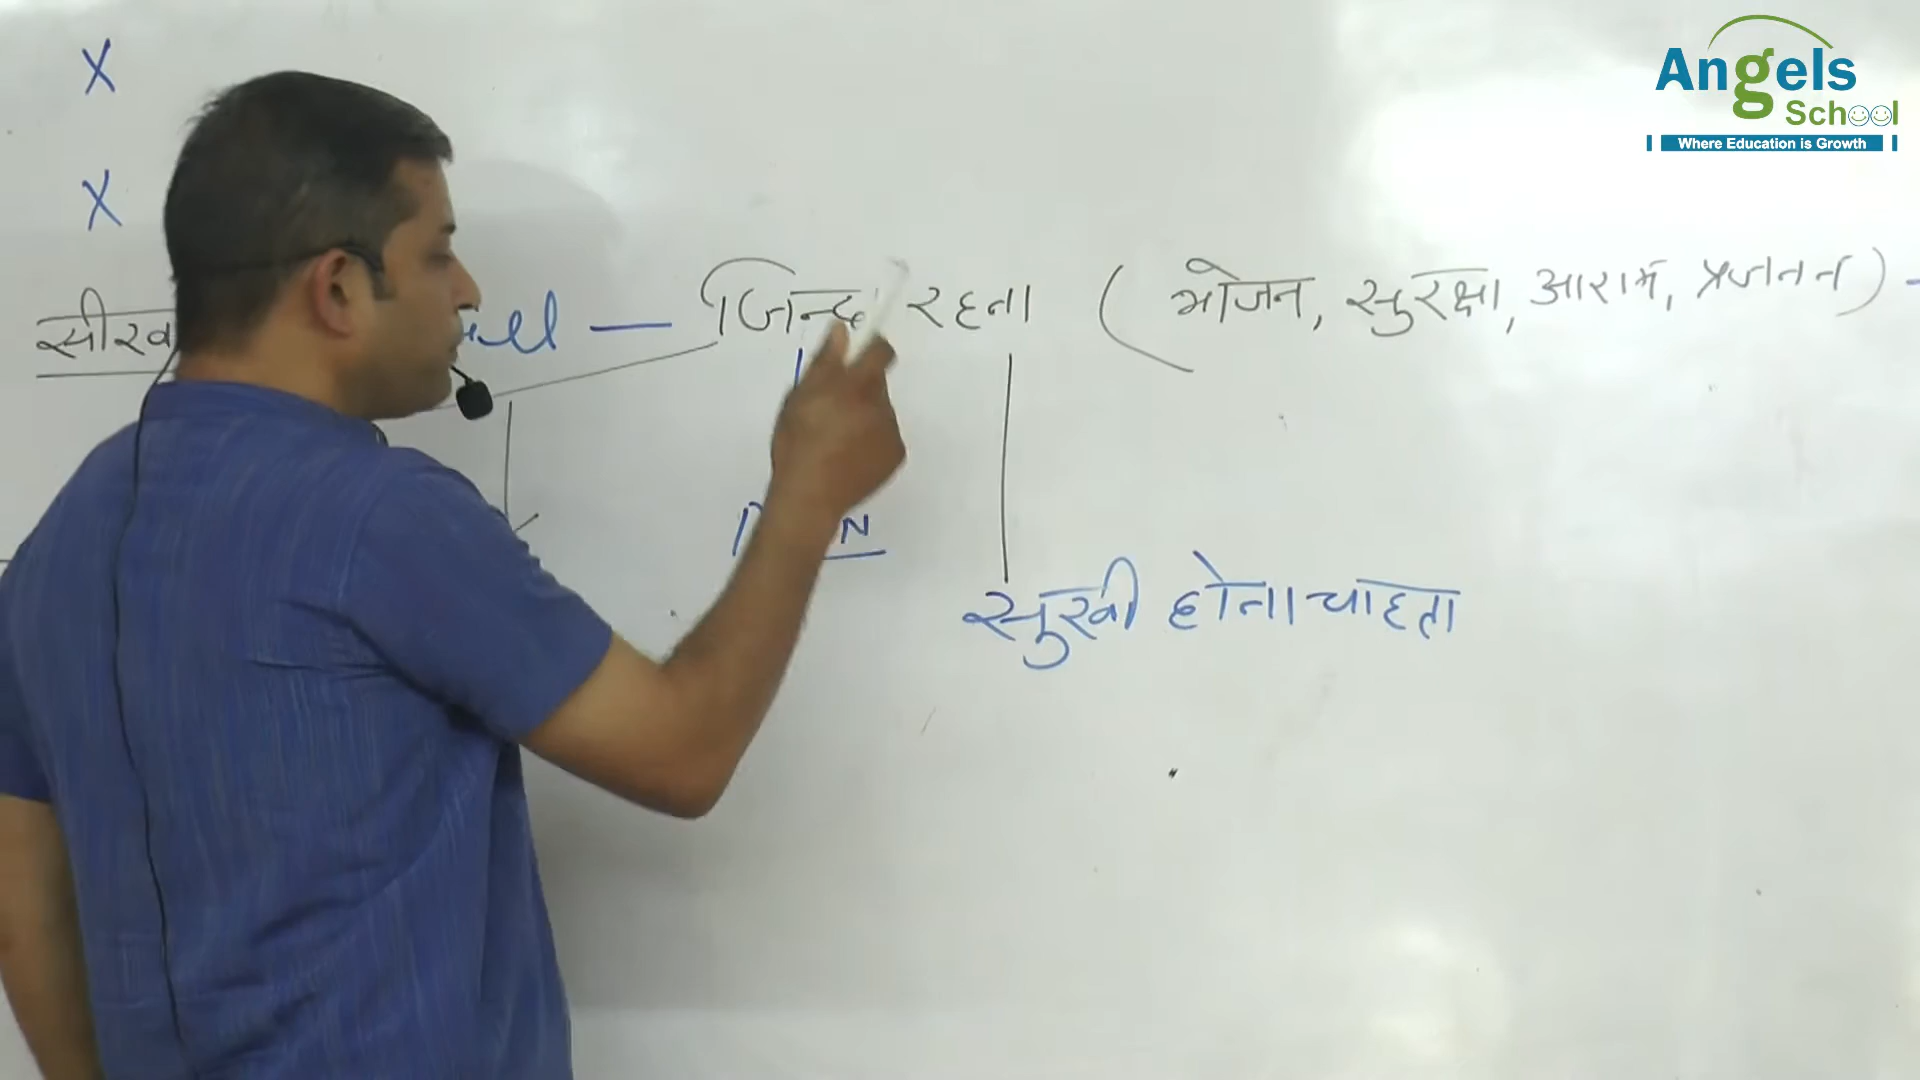 Angels
School
Where Education is Growth
X
X
जिन्दा रहना ( भोजन, सुरक्षा, आराम, प्रजनन ) -
सुखी होना चाहता